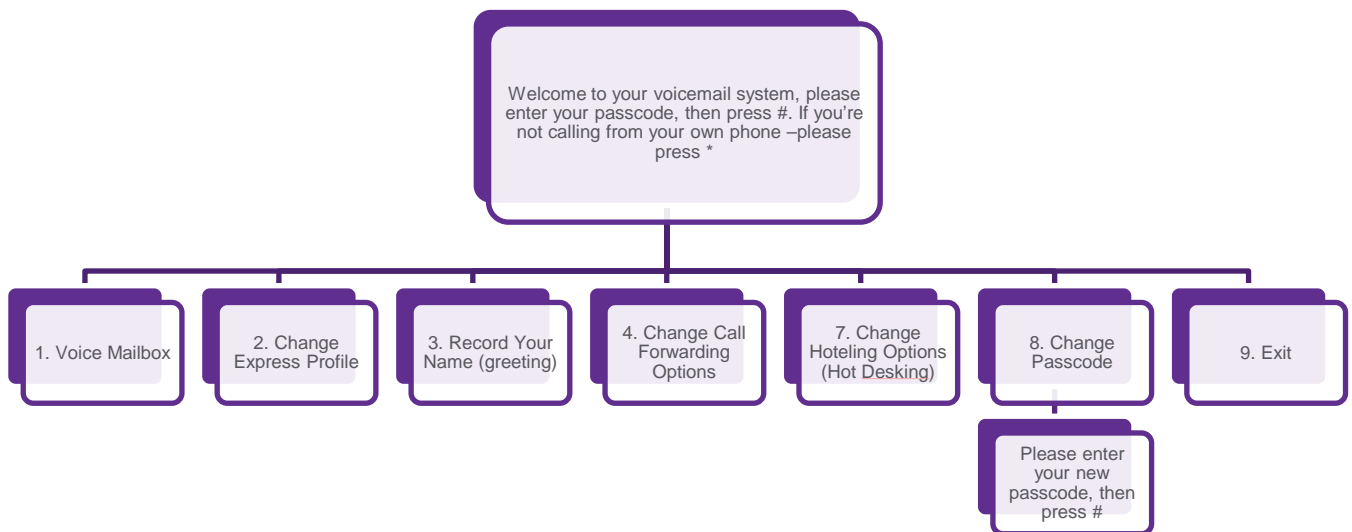 Welcome to your voicemail system, please
enter your passcode, then press #. If you’re
not calling from your own phone –please
press *
1. Voice Mailbox
2. Change
Express Profile
3. Record Your
Name (greeting)
4. Change Call
Forwarding
Options
7. Change
Hoteling Options
(Hot Desking)
8. Change
Passcode
9. Exit
Please enter
your new
passcode, then
press #